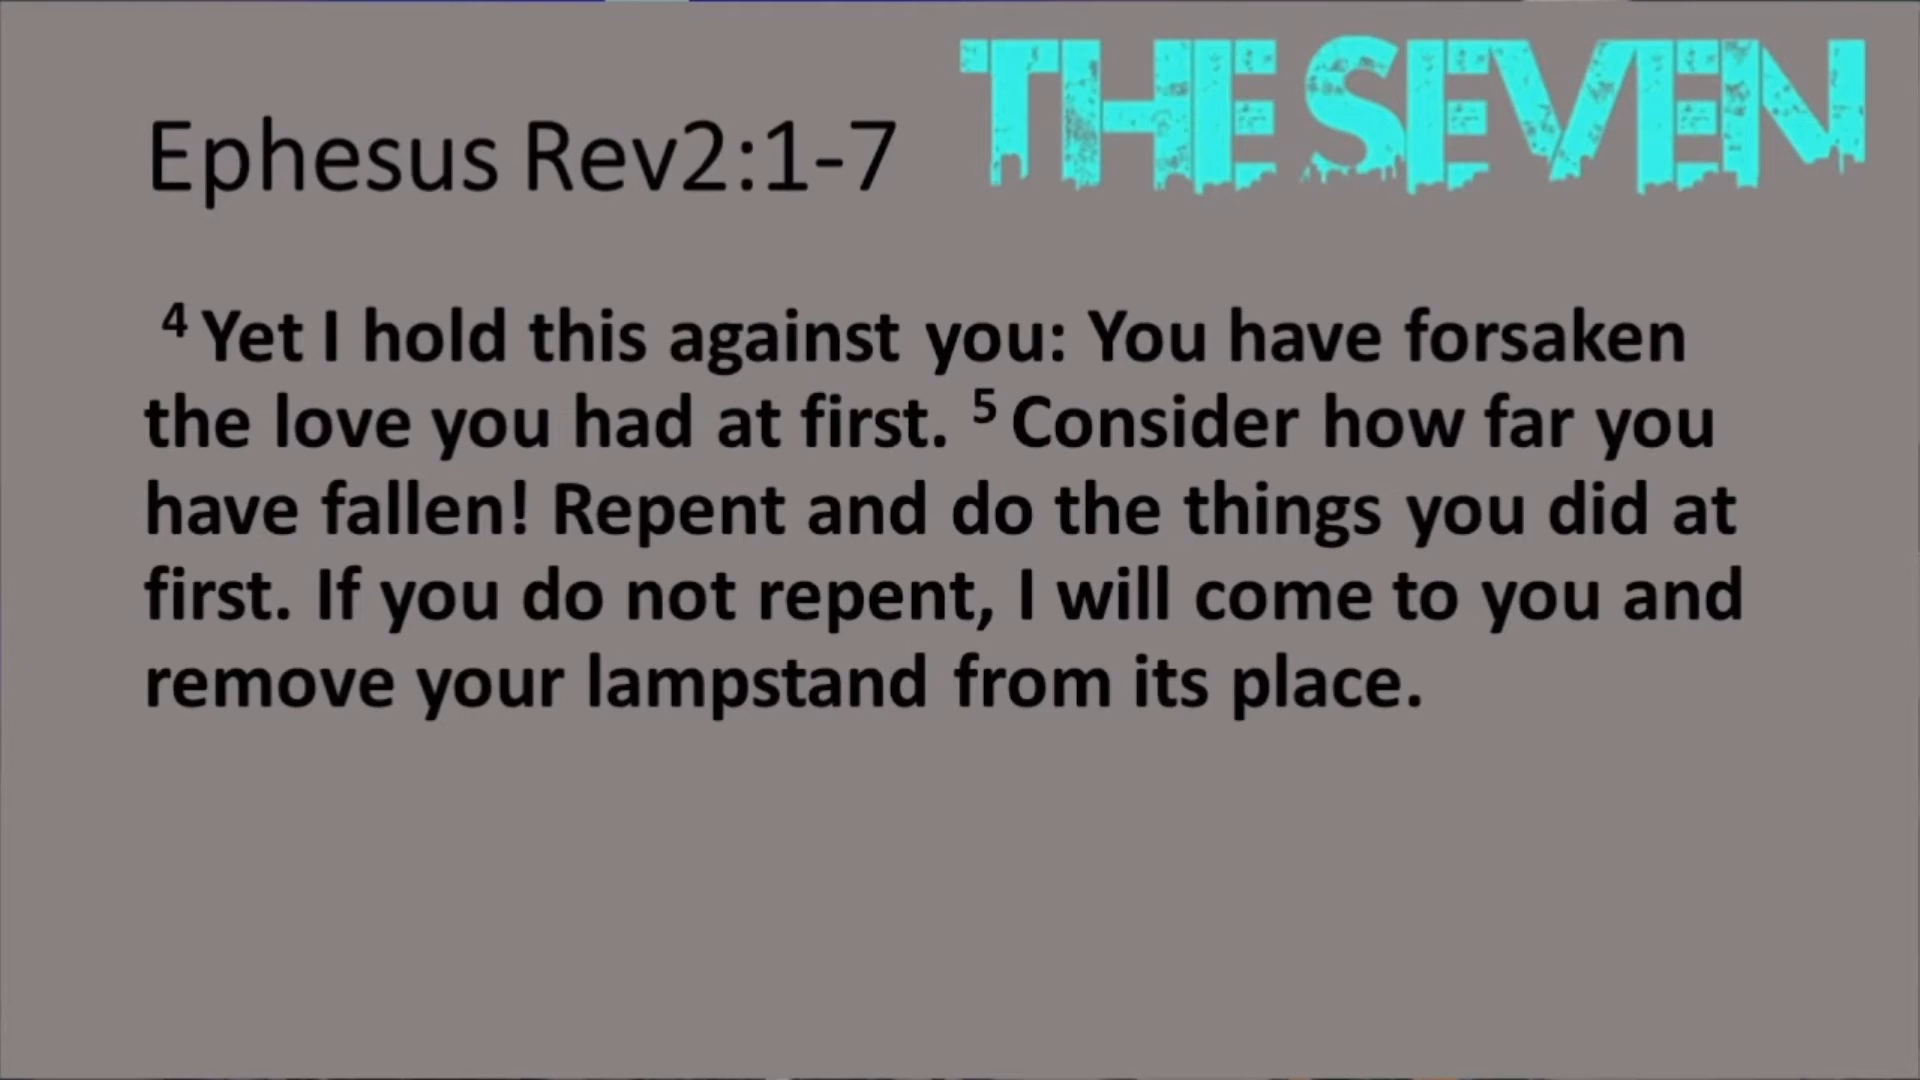 THE SEVEN
Ephesus Rev2:1-7
4 Yet I hold this against you: You have forsaken
the love you had at first. 5 Consider how far you
have fallen! Repent and do the things you did at
first. If you do not repent, I will come to you and
remove your lampstand from its place.